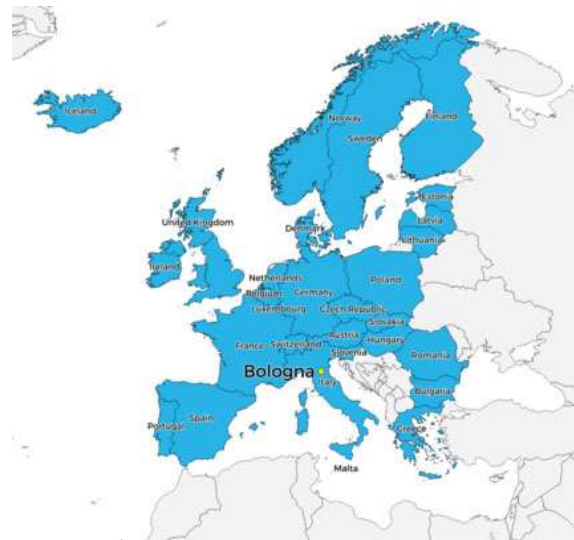 Iceland
Norway
Finland
Sweden
Estonia
Latvia
Lithuania
United Kingdom
Denmark
Ireland
Netherlands
Belgium
Germany
Poland
Luxembourg
Czech Republic
Slovakia
Austria
Hungary
France
Switzerland
Slovenia
Romania
Bologna
Italy
Bulgaria
Portugal
Spain
Greece
Malta